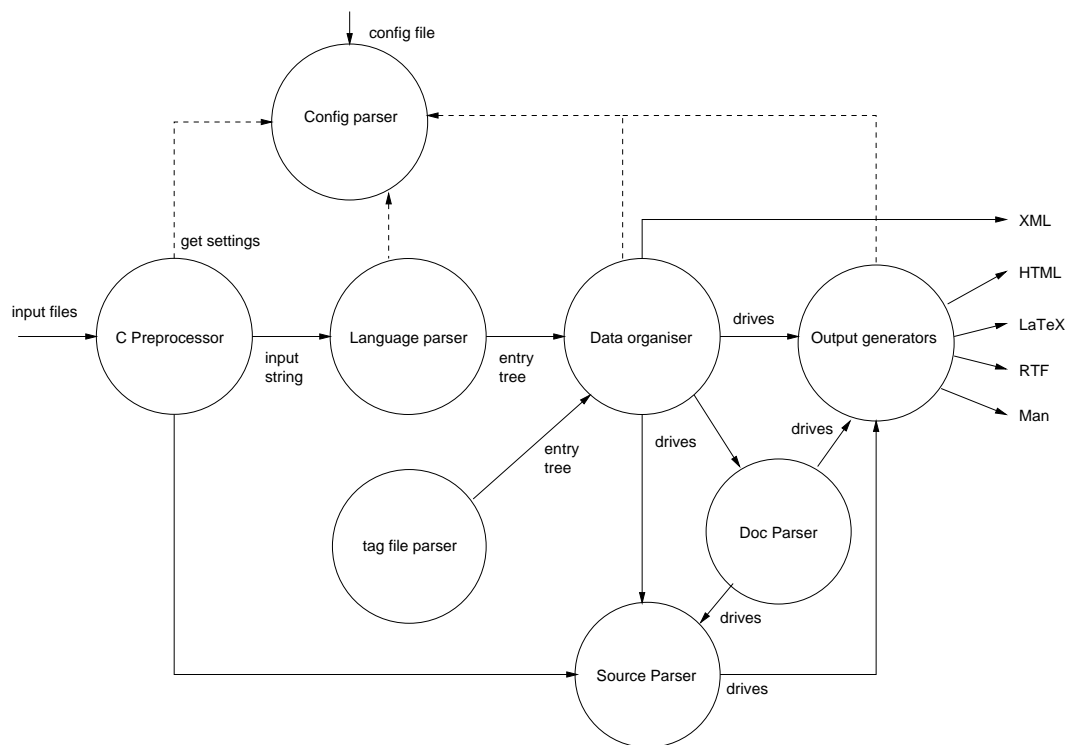 config file
Config parser
get settings
XML
HTML
input files
C Preprocessor
input
string
Language parser
entry
tree
Data organiser
drives
Output generators
LaTeX
RTF
Man
drives
drives
entry
tree
tag file parser
Doc Parser
drives
Source Parser
drives